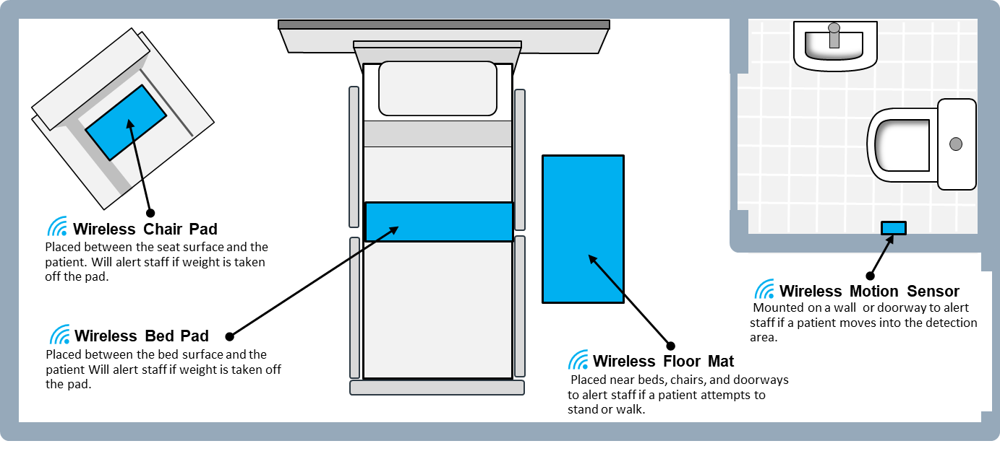 Wireless Chair Pad
Placed between the seat surface and the
patient. Will alert staff if weight is taken
off the pad.
Wireless Bed Pad
Placed between the bed surface and the
patient Will alert staff if weight is taken off
the pad.
Wireless Floor Mat
Placed near beds, chairs, and doorways
to alert staff if a patient attempts to
stand or walk.
Wireless Motion Sensor
Mounted on a wall or doorway to alert
staff if a patient moves into the detection
area.